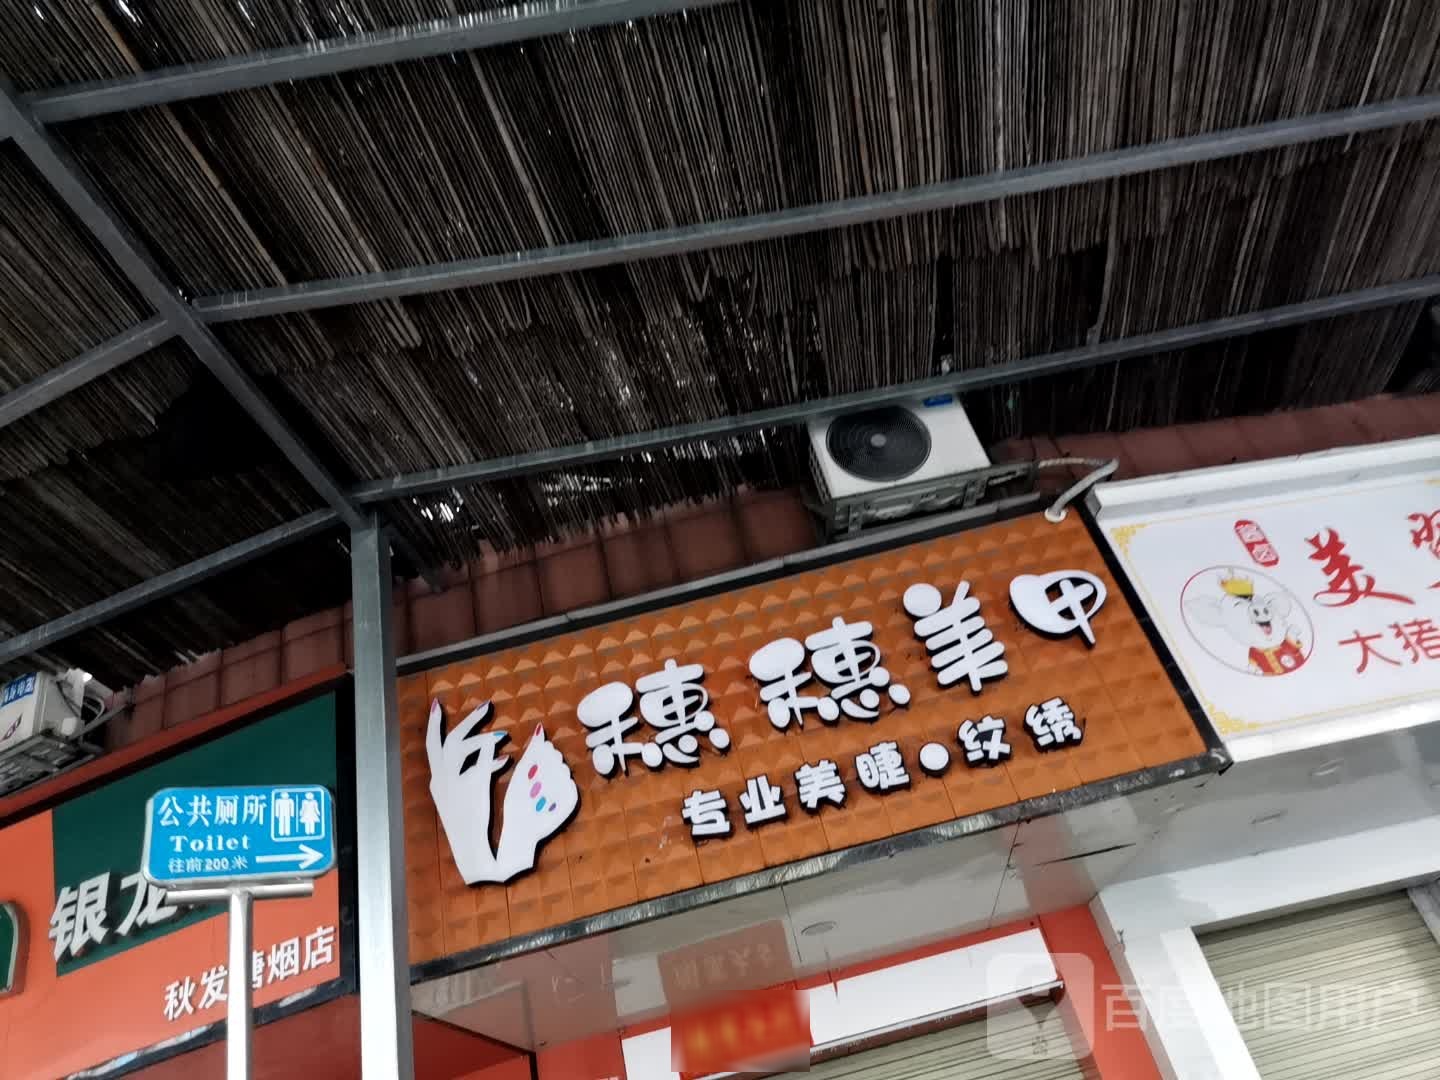 穗穗美甲
专业美睫·纹绣
公共厕所
Toilet
往前200米
银龙
秋发糖烟店
美
大猪
百度地图用户